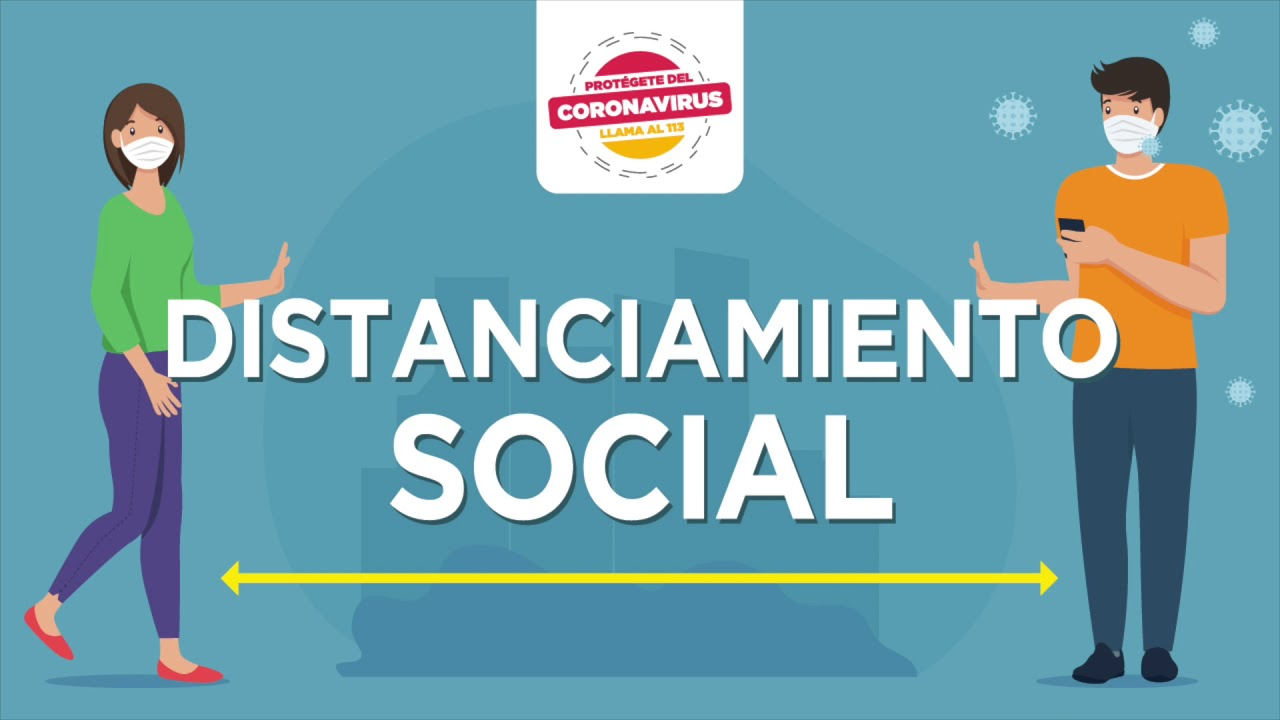 PROTÉGETE DEL
CORONAVIRUS
LLAMA AL 113
DISTANCIAMIENTO
SOCIAL